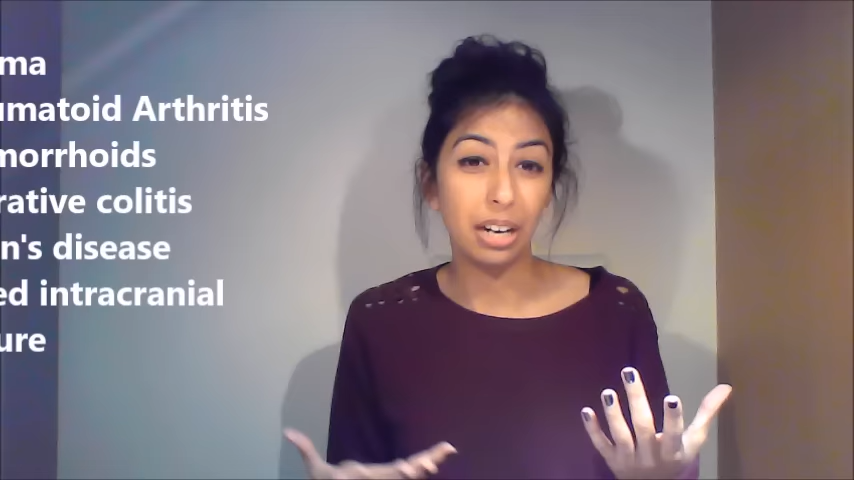 ma
umatoid Arthritis
morrhoids
rative colitis
n's disease
ed intracranial
ure